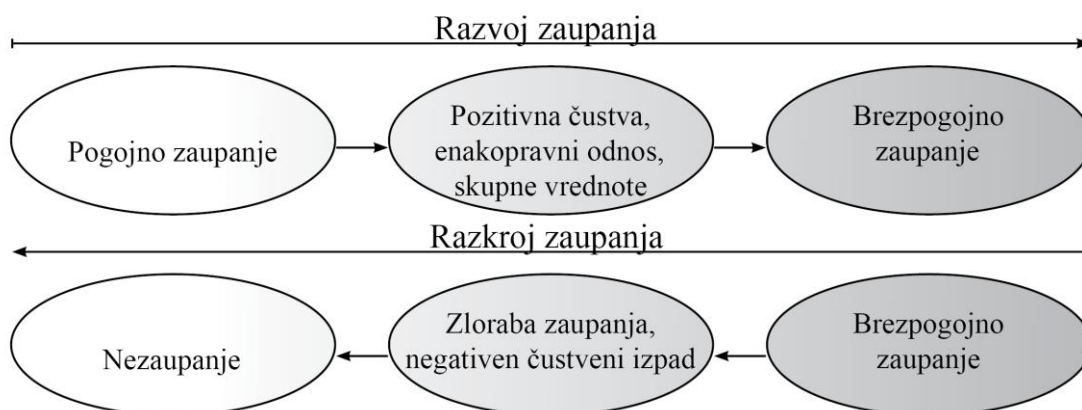 Razvoj zaupanja
Pogojno zaupanje
Pozitivna čustva,
enakopravni odnos,
skupne vrednote
Brezpogojno
zaupanje
Razkroj zaupanja
Nezaupanje
Zloraba zaupanja,
negativen čustveni izpad
Brezpogojno
zaupanje